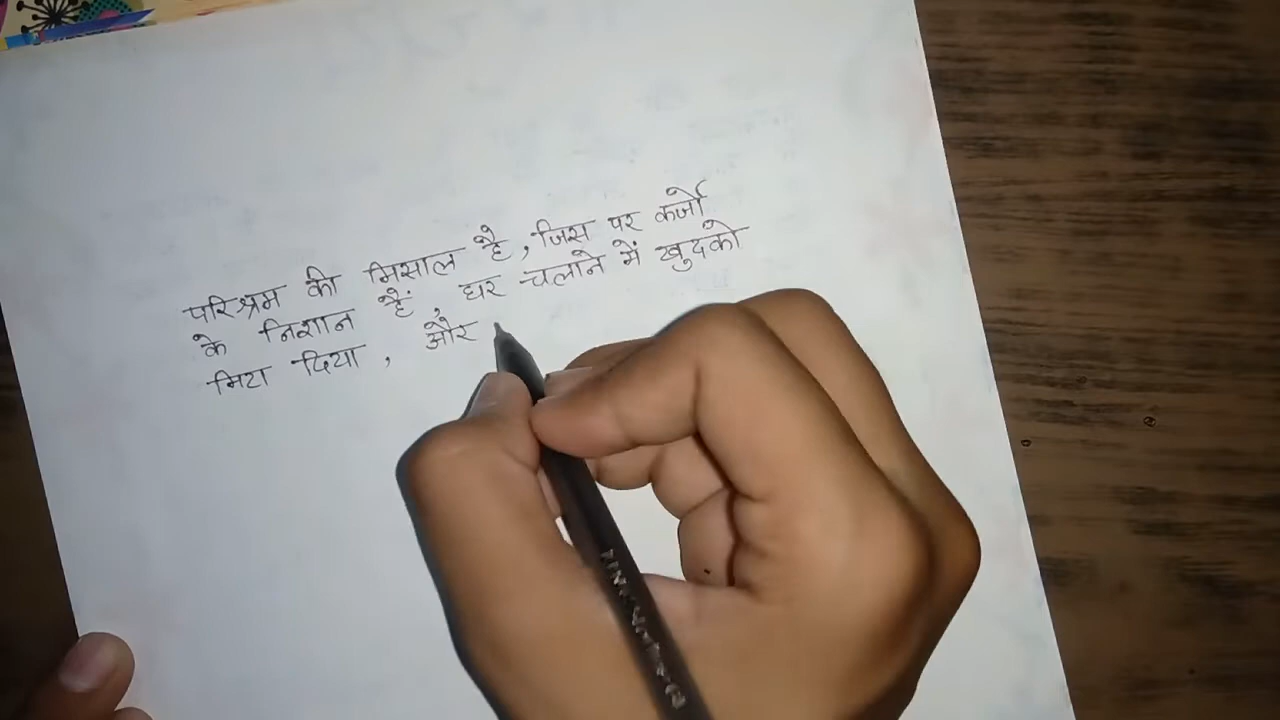 परिश्रम की मिसाल है, जिस पर कर्जो
के निशान हैं, घर चलाने में खुदको
मिटा दिया, और